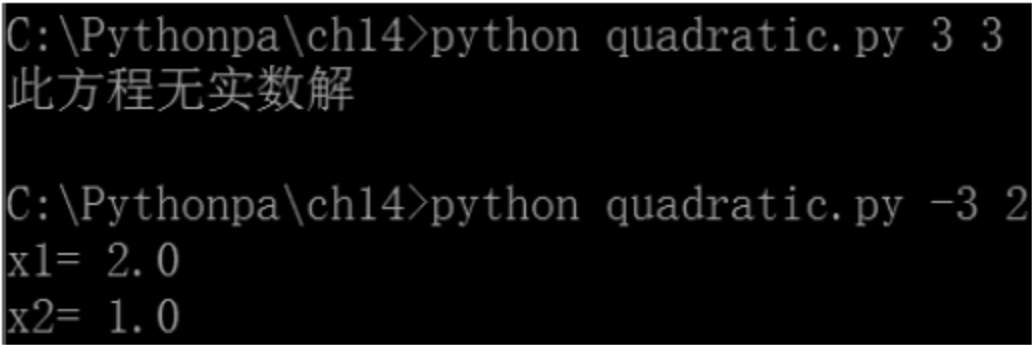 C:\Pythonpa\ch14>python quadratic.py 3 3
此方程无实数解
C:\Pythonpa\ch14>python quadratic.py -3 2
x1= 2.0
x2= 1.0